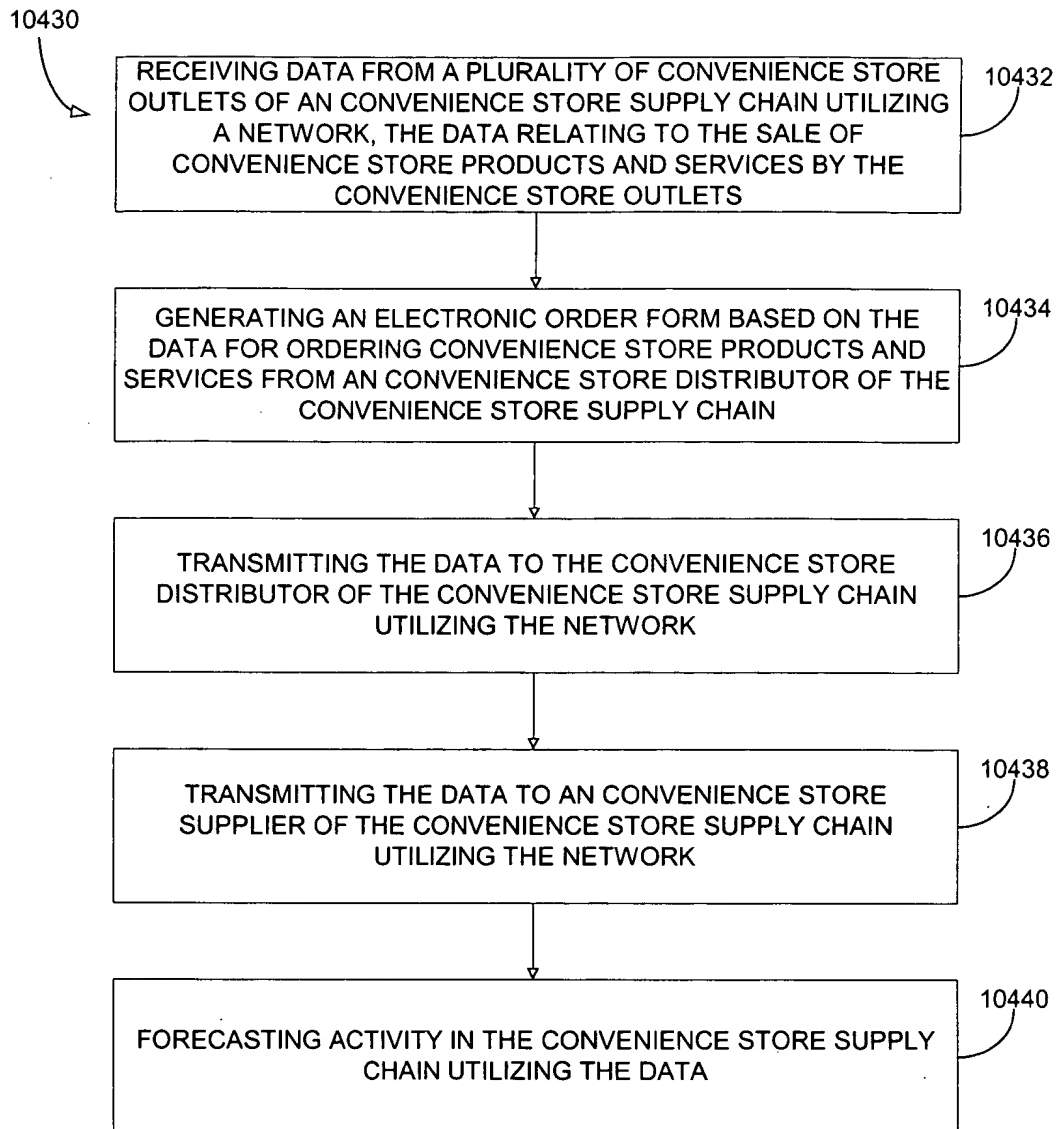 10430
RECEIVING DATA FROM A PLURALITY OF CONVENIENCE STORE
OUTLETS OF AN CONVENIENCE STORE SUPPLY CHAIN UTILIZING
A NETWORK, THE DATA RELATING TO THE SALE OF
CONVENIENCE STORE PRODUCTS AND SERVICES BY THE
CONVENIENCE STORE OUTLETS
10432
GENERATING AN ELECTRONIC ORDER FORM BASED ON THE
DATA FOR ORDERING CONVENIENCE STORE PRODUCTS AND
SERVICES FROM AN CONVENIENCE STORE DISTRIBUTOR OF THE
CONVENIENCE STORE SUPPLY CHAIN
10434
TRANSMITTING THE DATA TO THE CONVENIENCE STORE
DISTRIBUTOR OF THE CONVENIENCE STORE SUPPLY CHAIN
UTILIZING THE NETWORK
10436
TRANSMITTING THE DATA TO AN CONVENIENCE STORE
SUPPLIER OF THE CONVENIENCE STORE SUPPLY CHAIN
UTILIZING THE NETWORK
10438
FORECASTING ACTIVITY IN THE CONVENIENCE STORE SUPPLY
CHAIN UTILIZING THE DATA
10440